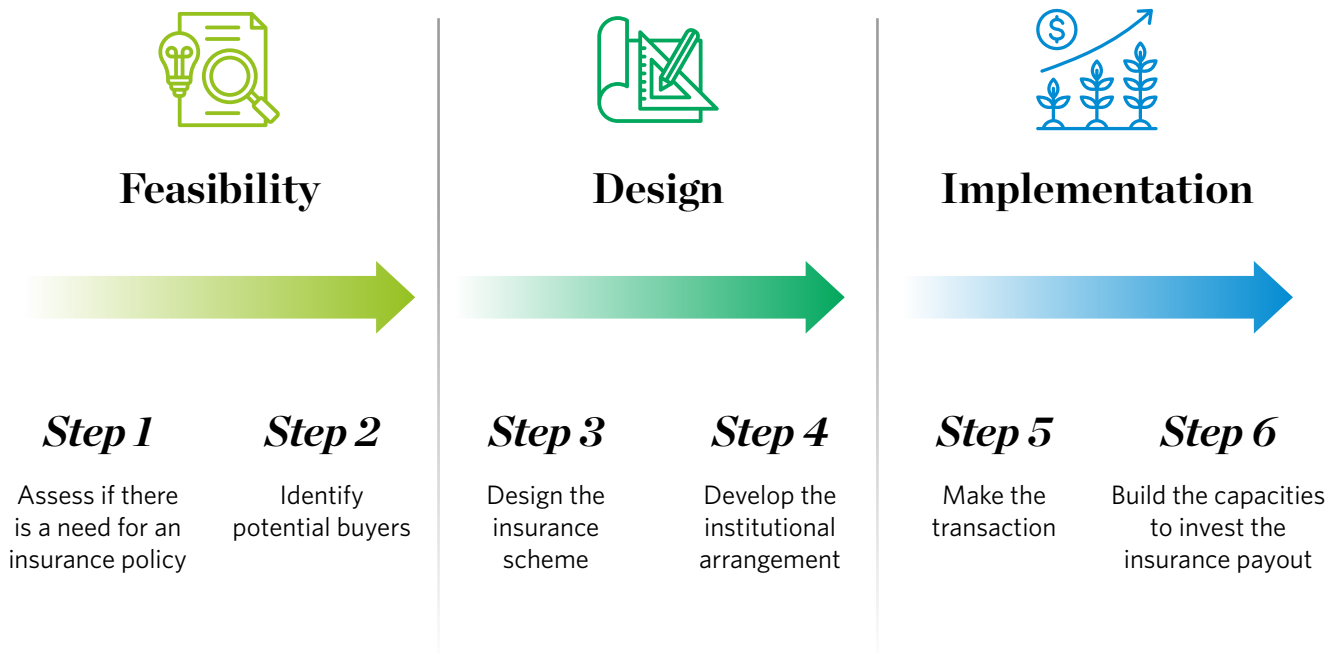 $
Feasibility
Step 1
Assess if there
is a need for an
insurance policy
Step 2
Identify
potential buyers
Design
Step 3
Design the
insurance
scheme
Step 4
Develop the
institutional
arrangement
Implementation
Step 5
Make the
transaction
Step 6
Build the capacities
to invest the
insurance payout